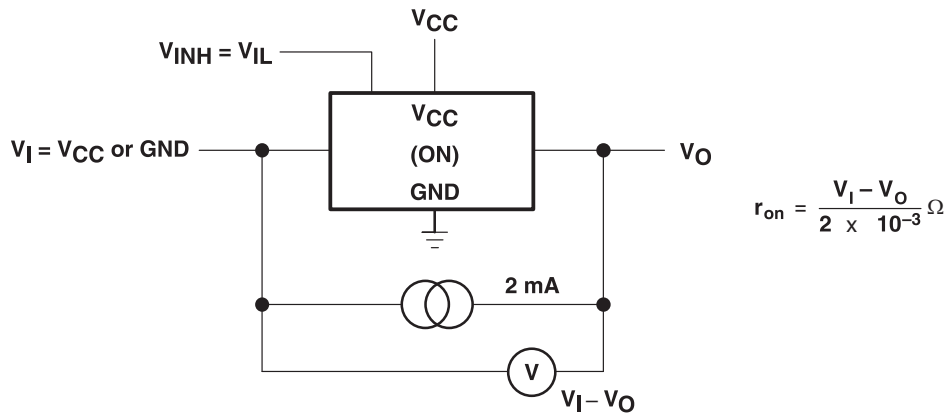 VCC
VINH = VIL
VCC
(ON)
GND
VI = VCC or GND
VO
ron = VI – VO / 2 x 10–3 Ω
2 mA
V
VI – VO